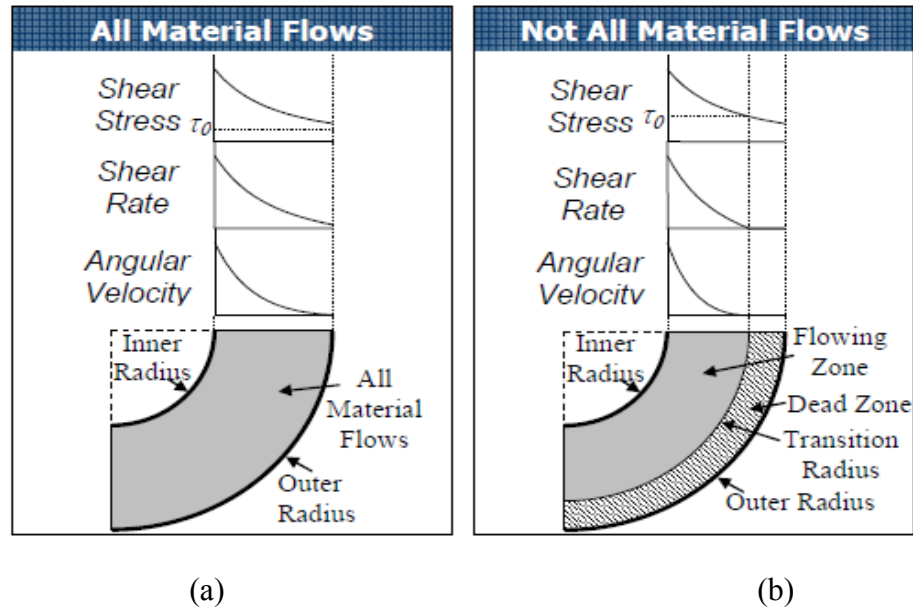 All Material Flows
Shear
Stress τ0
Shear
Rate
Angular
Velocity
Inner
Radius
All
Material
Flows
Outer
Radius
(a)
Not All Material Flows
Shear
Stress τ0
Shear
Rate
Angular
Velocity
Inner
Radius
Flowing
Zone
Dead Zone
Transition
Radius
Outer Radius
(b)